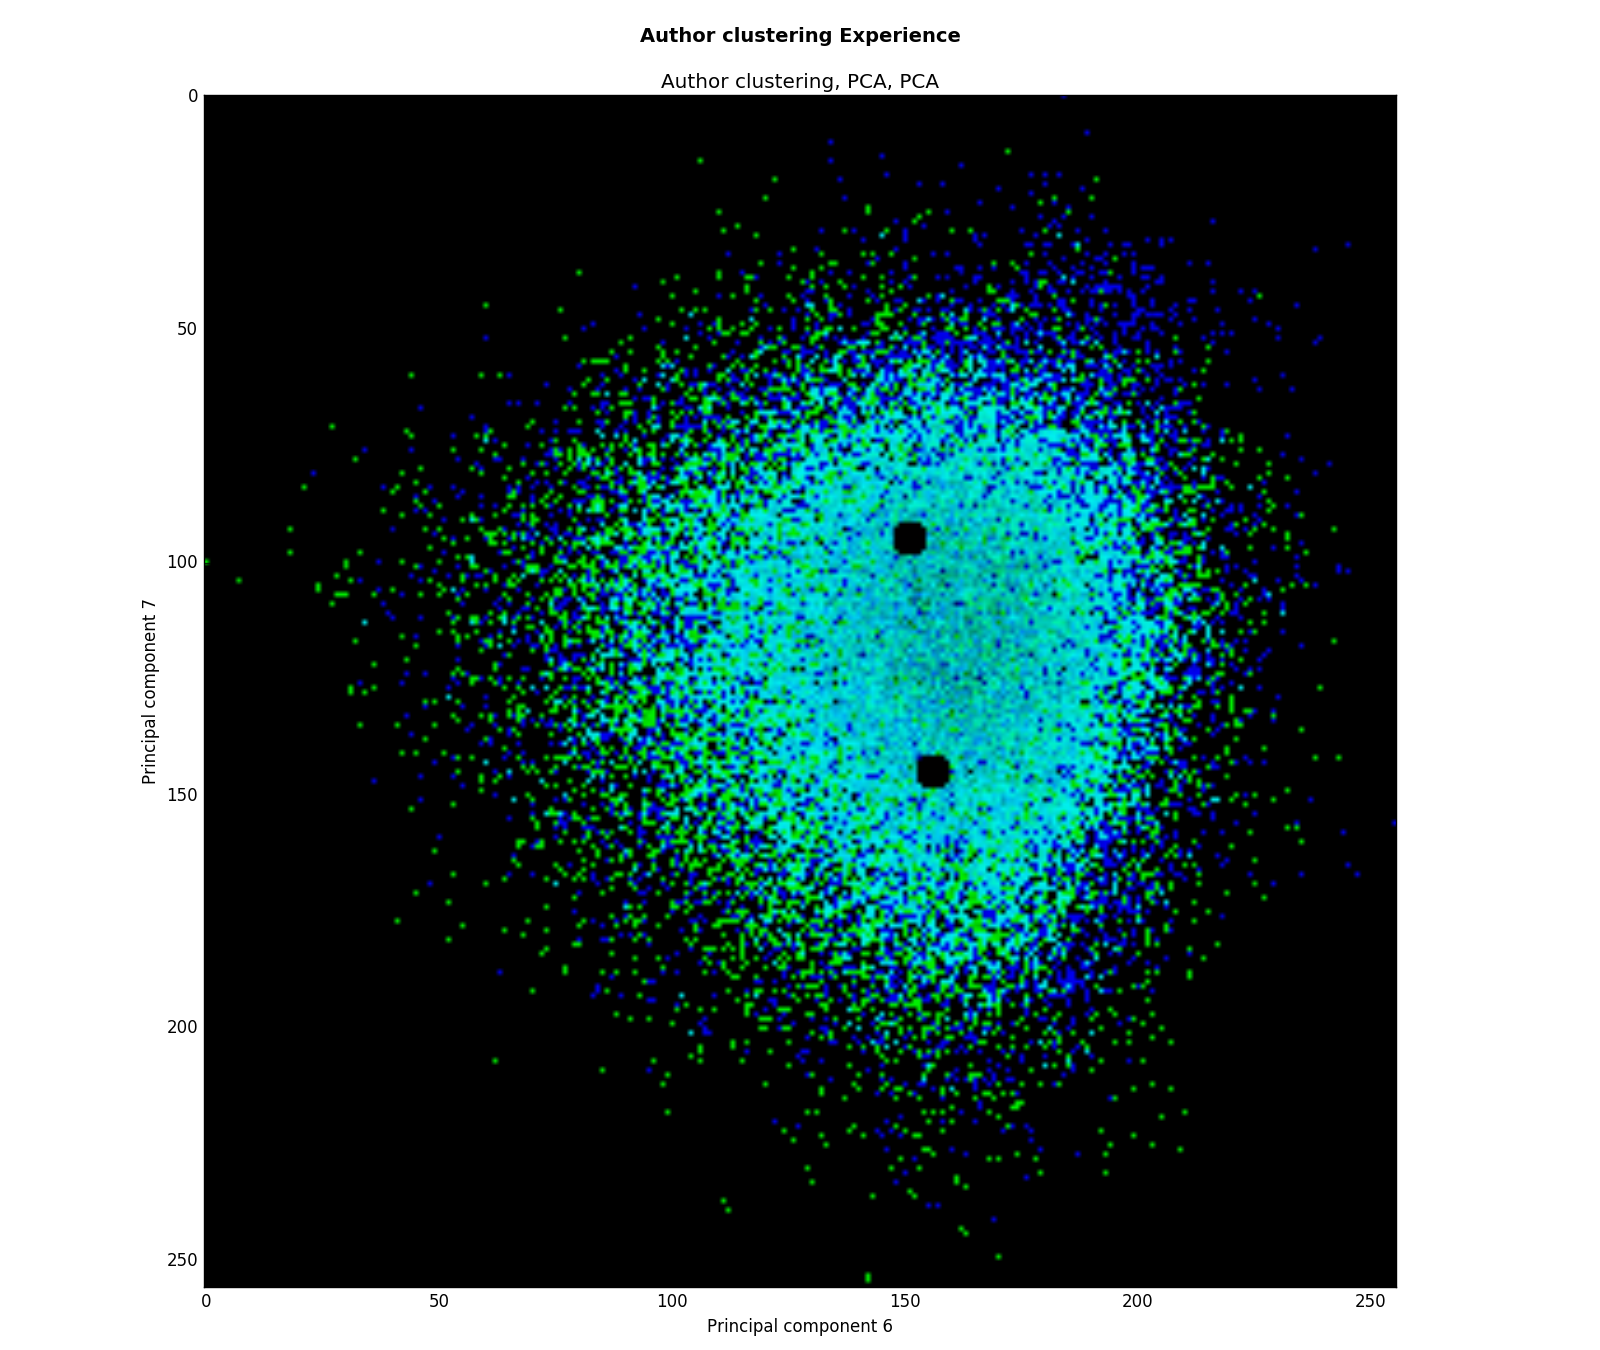 Author clustering Experience
Author clustering, PCA, PCA
0
50
100
150
200
250
Principal component 7
0 50 100 150 200 250
Principal component 6